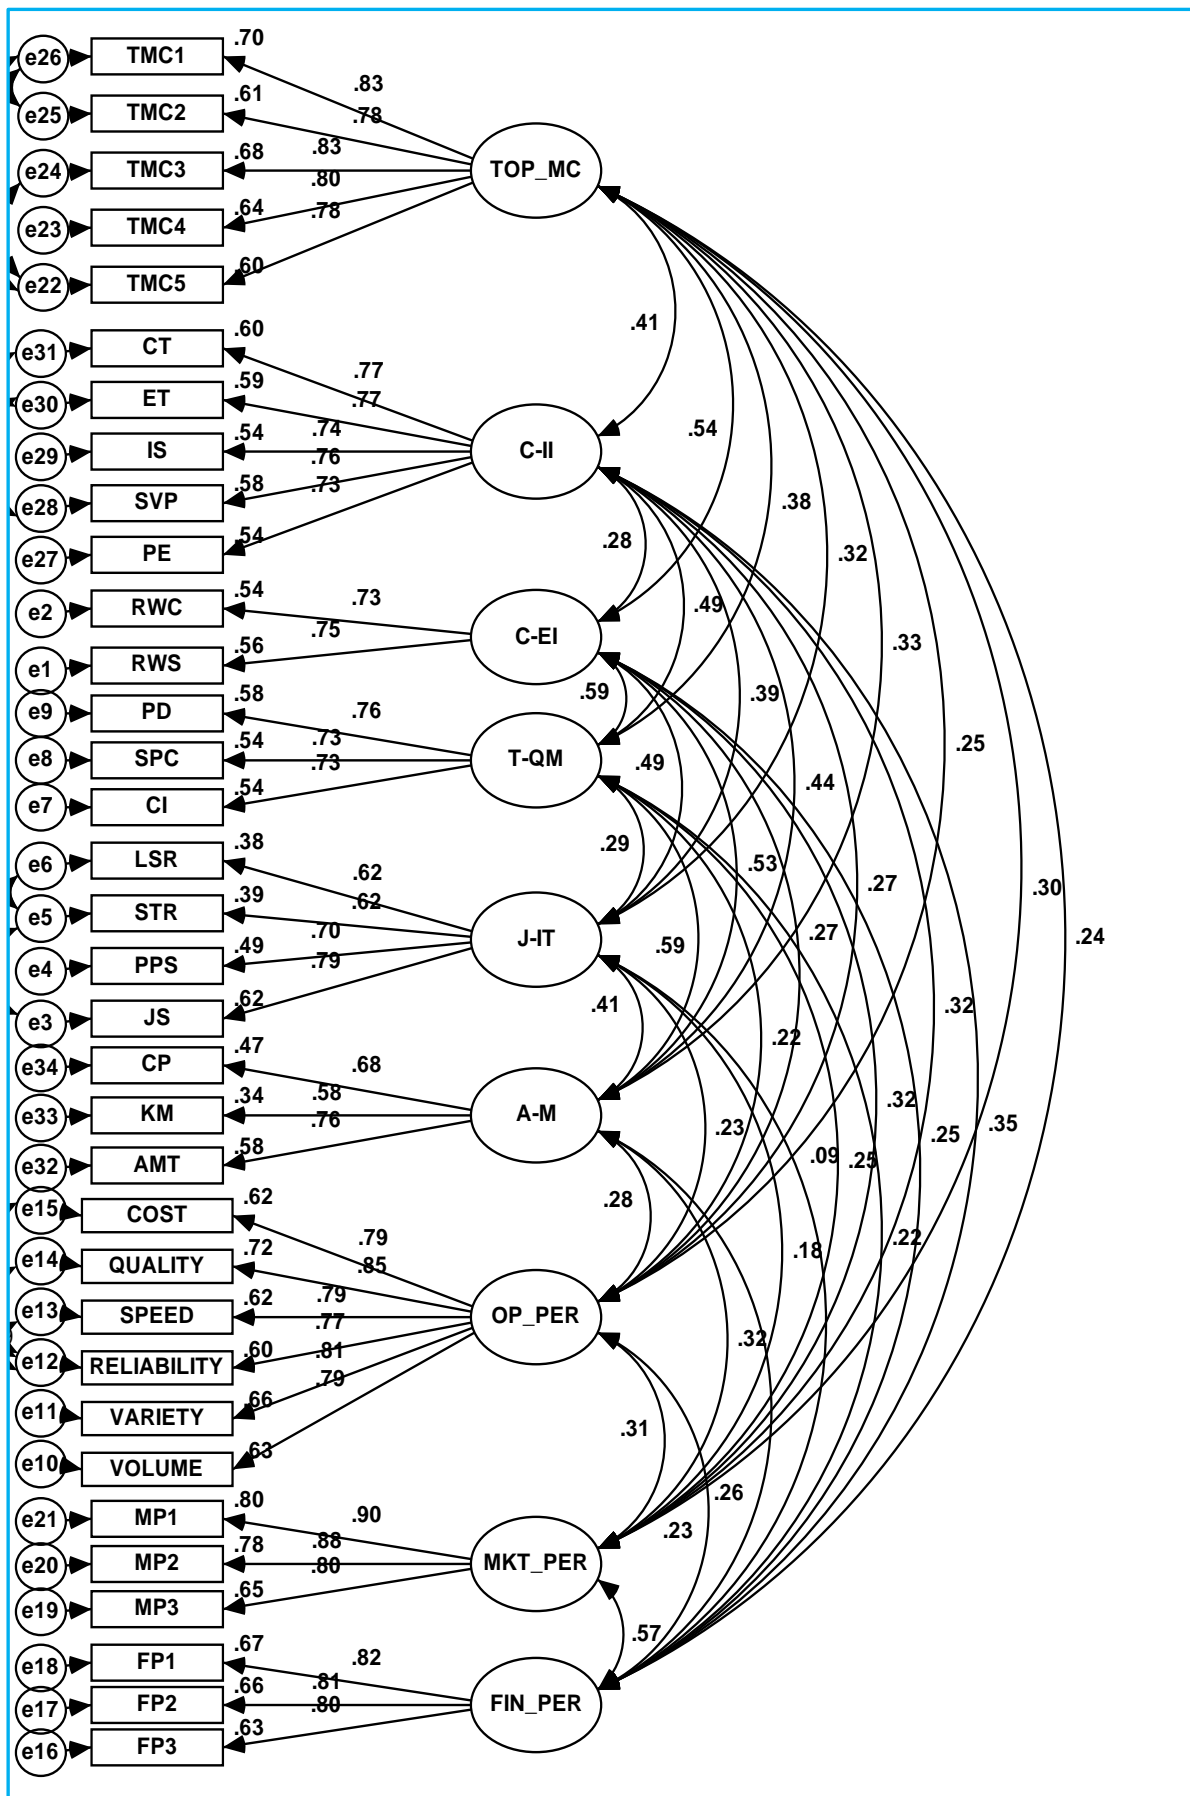 e26 TMC1 .70
.83
e25 TMC2 .61
.78
e24 TMC3 .68
.83
e23 TMC4 .64
.80
e22 TMC5 .60
.78
TOP_MC
e31 CT .60
.77
e30 ET .59
.77
e29 IS .54
.74
e28 SVP .58
.76
e27 PE .54
.73
C-II
e2 RWC .54
.73
e1 RWS .56
.75
C-EI
e9 PD .58
.76
e8 SPC .54
.73
e7 CI .54
.73
T-QM
e6 LSR .38
.62
e5 STR .39
.62
e4 PPS .49
.70
e3 JS .62
.79
J-IT
e34 CP .47
.68
e33 KM .34
.58
e32 AMT .58
.76
A-M
e15 COST .62
.79
e14 QUALITY .72
.85
e13 SPEED .62
.79
e12 RELIABILITY .60
.77
e11 VARIETY .66
.81
e10 VOLUME .63
.79
OP_PER
e21 MP1 .80
.90
e20 MP2 .78
.88
e19 MP3 .65
.80
MKT_PER
e18 FP1 .67
.82
e17 FP2 .66
.81
e16 FP3 .63
.80
FIN_PER
.41
.54
.38
.28
.32
.49
.33
.59
.39
.25
.49
.44
.29
.53
.27
.30
.27
.59
.24
.41
.32
.32
.22
.32
.35
.23
.25
.09
.25
.28
.22
.18
.32
.31
.26
.23
.57